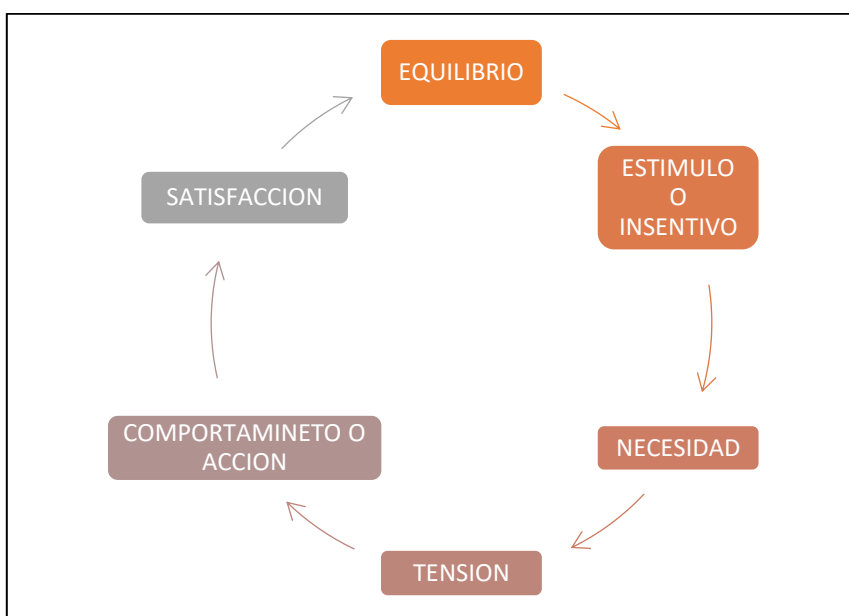 EQUILIBRIO
ESTIMULO
O
INSENTIVO
NECESIDAD
TENSION
COMPORTAMINETO O
ACCION
SATISFACCION